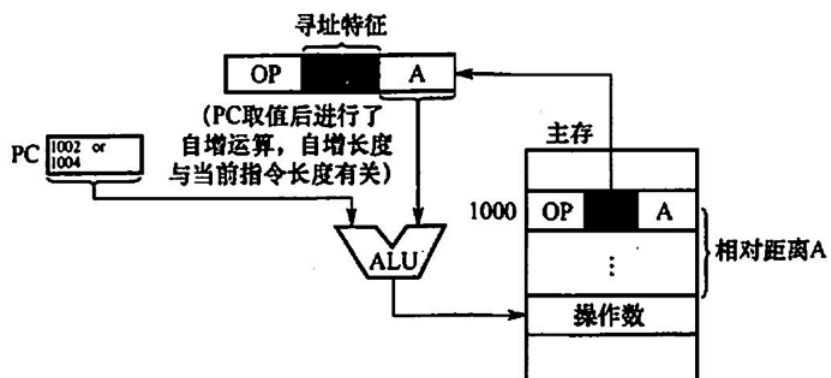 寻址特征
OP A
(PC取值后进行了
自增运算，自增长度
与当前指令长度有关)
PC 1002 or
1004
主存
1000 OP A
ALU
相对距离A
⋮
操作数